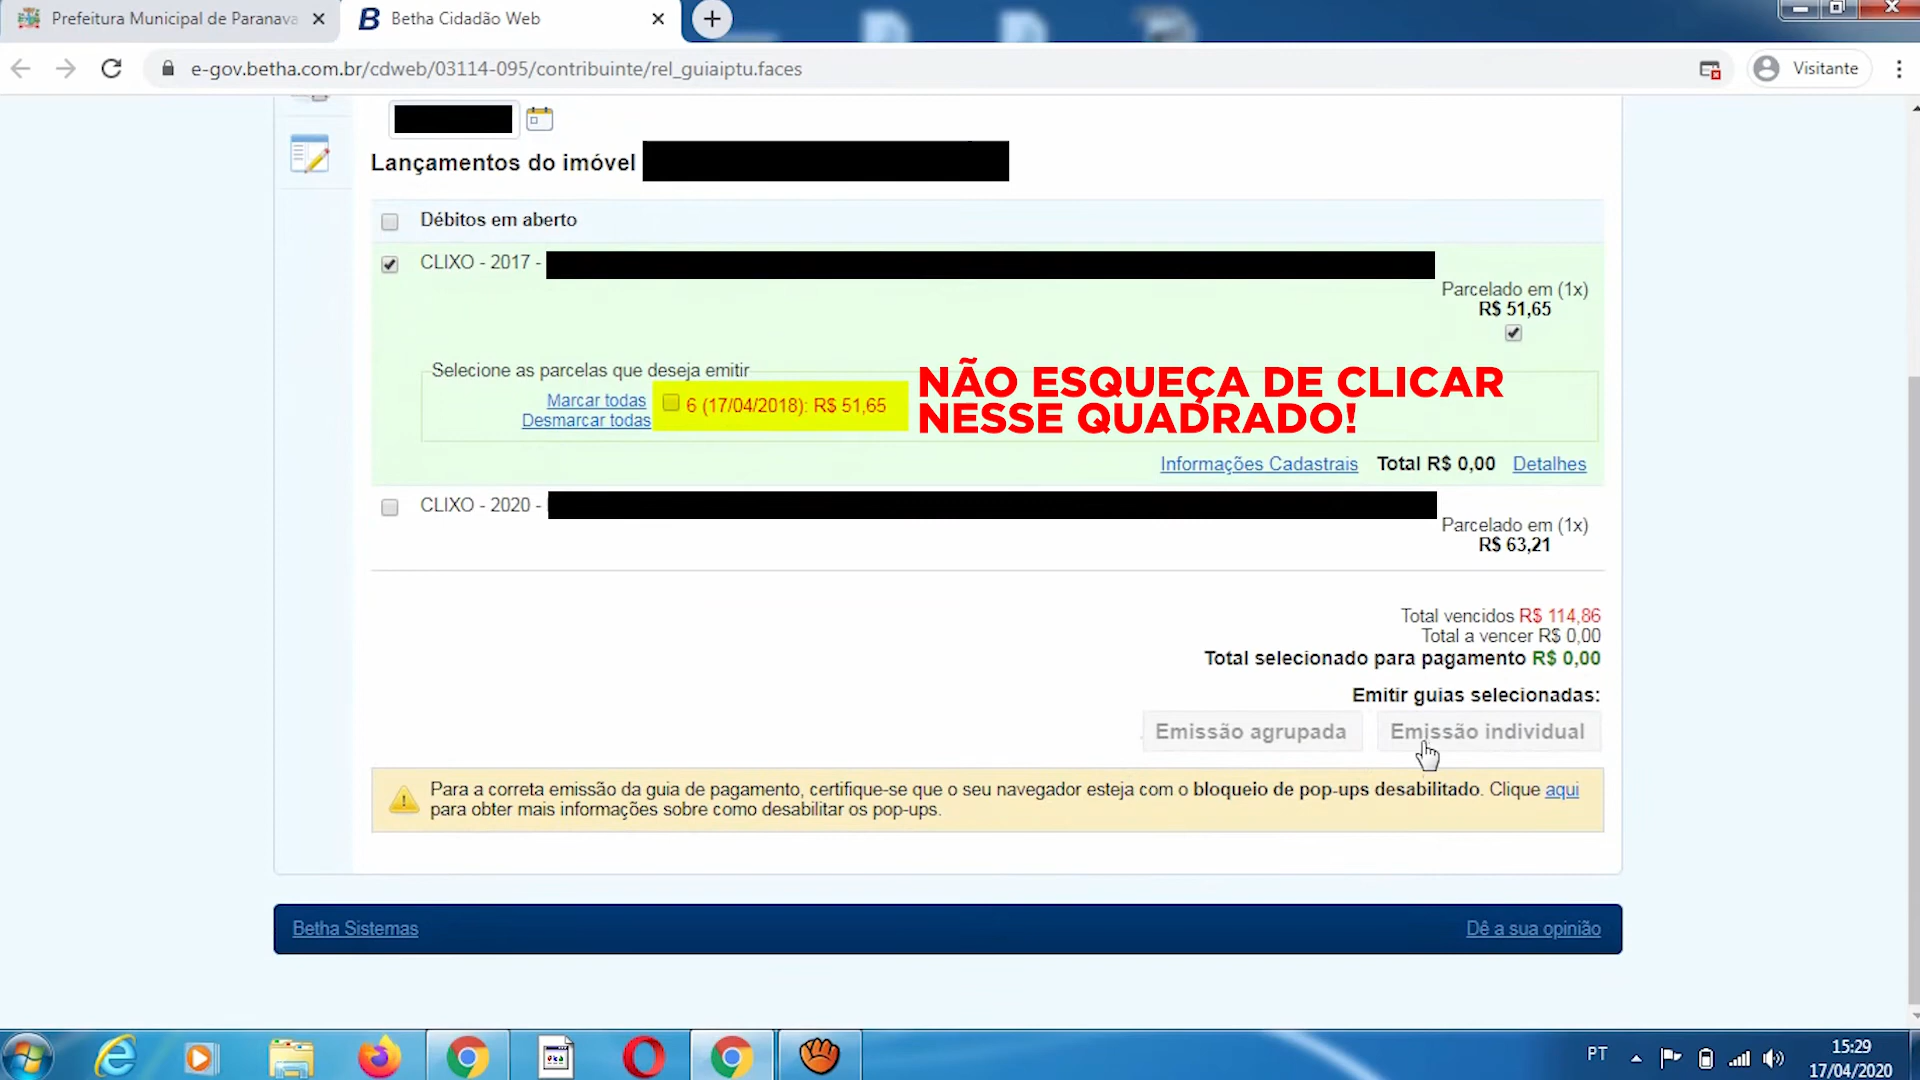 Prefeitura Municipal de Paranava
Betha Cidadão Web
e-gov.betha.com.br/cdweb/03114-095/contribuinte/rel_guiaiptu.faces
Visitante
Lançamentos do imóvel
Débitos em aberto
CLIXO - 2017 -
Parcelado em (1x)
R$ 51,65
Selecione as parcelas que deseja emitir
Marcar todas
Desmarcar todas
6 (17/04/2018): R$ 51,65
NÃO ESQUEÇA DE CLICAR
NESSE QUADRADO!
Informações Cadastrais Total R$ 0,00 Detalhes
CLIXO - 2020 -
Parcelado em (1x)
R$ 63,21
Total vencidos R$ 114,86
Total a vencer R$ 0,00
Total selecionado para pagamento R$ 0,00
Emitir guias selecionadas:
Emissão agrupada Emissão individual
Para a correta emissão da guia de pagamento, certifique-se que o seu navegador esteja com o bloqueio de pop-ups desabilitado. Clique aqui
para obter mais informações sobre como desabilitar os pop-ups.
Betha Sistemas
Dê a sua opinião
PT
15:29
17/04/2020